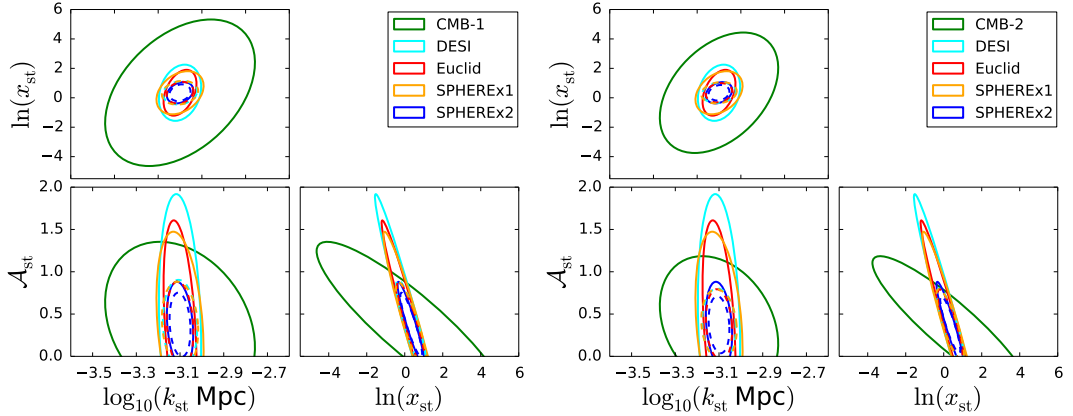 6
4
2
0
−2
−4
ln(x_st)
CMB-1
DESI
Euclid
SPHEREx1
SPHEREx2
2.0
1.5
1.0
0.5
0.0
𝒜_st
−3.5 −3.3 −3.1 −2.9 −2.7
log₁₀(k_st Mpc)
−4 −2 0 2 4 6
ln(x_st)
6
4
2
0
−2
−4
ln(x_st)
CMB-2
DESI
Euclid
SPHEREx1
SPHEREx2
2.0
1.5
1.0
0.5
0.0
𝒜_st
−3.5 −3.3 −3.1 −2.9 −2.7
log₁₀(k_st Mpc)
−4 −2 0 2 4 6
ln(x_st)